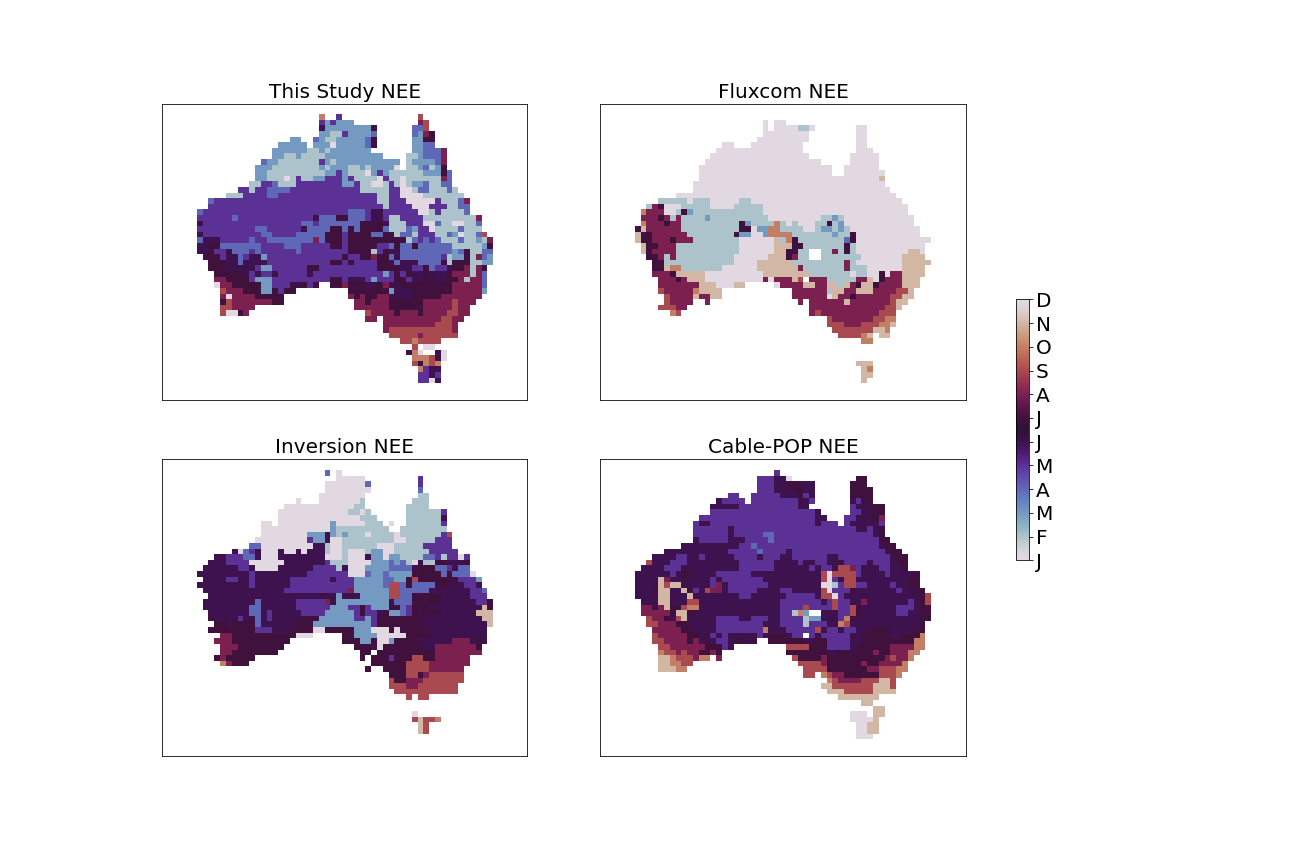 This Study NEE
Fluxcom NEE
Inversion NEE
Cable-POP NEE
D
N
O
S
A
J
J
M
A
M
F
J